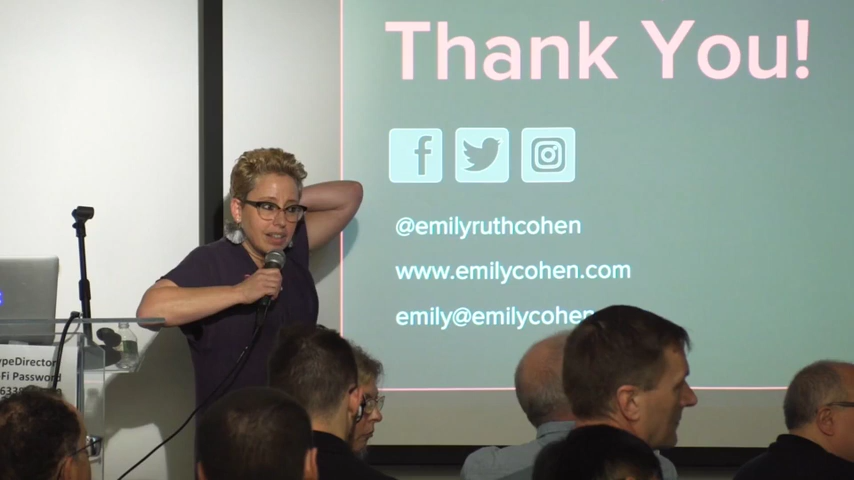 Thank You!
@emilyruthcohen
www.emilycohen.com
emily@emilycohen
ypeDirector
Fi Password